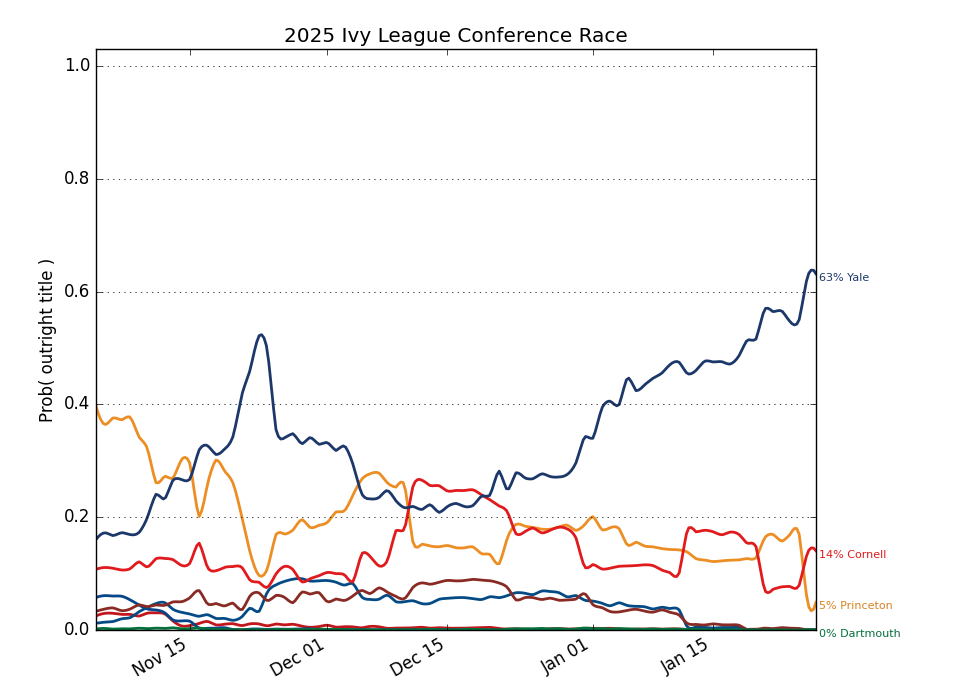 2025 Ivy League Conference Race
Prob( outright title )
1.0
0.8
0.6
0.4
0.2
0.0
63% Yale
14% Cornell
5% Princeton
0% Dartmouth
Nov 15
Dec 01
Dec 15
Jan 01
Jan 15